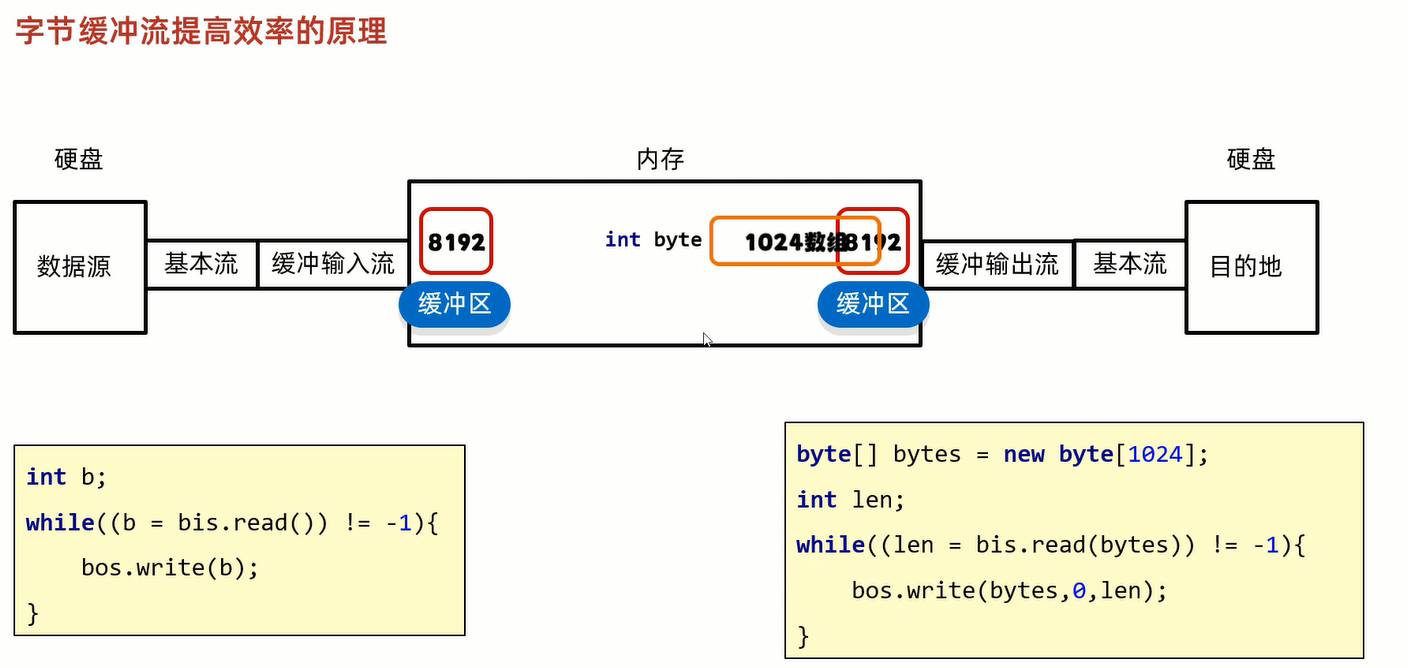 字节缓冲流提高效率的原理
硬盘
内存
硬盘
数据源
基本流
缓冲输入流
8192
缓冲区
int byte
1024数组
8192
缓冲区
缓冲输出流
基本流
目的地
int b;
while((b = bis.read()) != -1){
    bos.write(b);
}
byte[] bytes = new byte[1024];
int len;
while((len = bis.read(bytes)) != -1){
    bos.write(bytes,0,len);
}